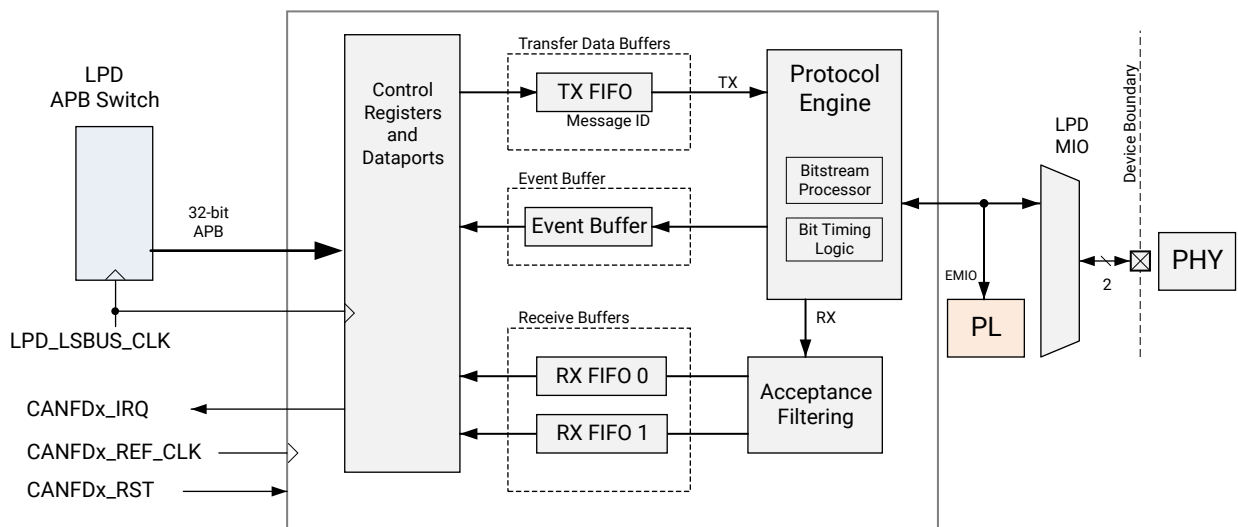 LPD
APB Switch
32-bit
APB
LPD_LSBUS_CLK
CANFDx_IRQ
CANFDx_REF_CLK
CANFDx_RST
Control
Registers
and
Dataports
Transfer Data Buffers
TX FIFO
Message ID
TX
Event Buffer
Event Buffer
Receive Buffers
RX FIFO 0
RX FIFO 1
Protocol
Engine
Bitstream
Processor
Bit Timing
Logic
RX
Acceptance
Filtering
EMIO
PL
LPD
MIO
2
Device Boundary
PHY